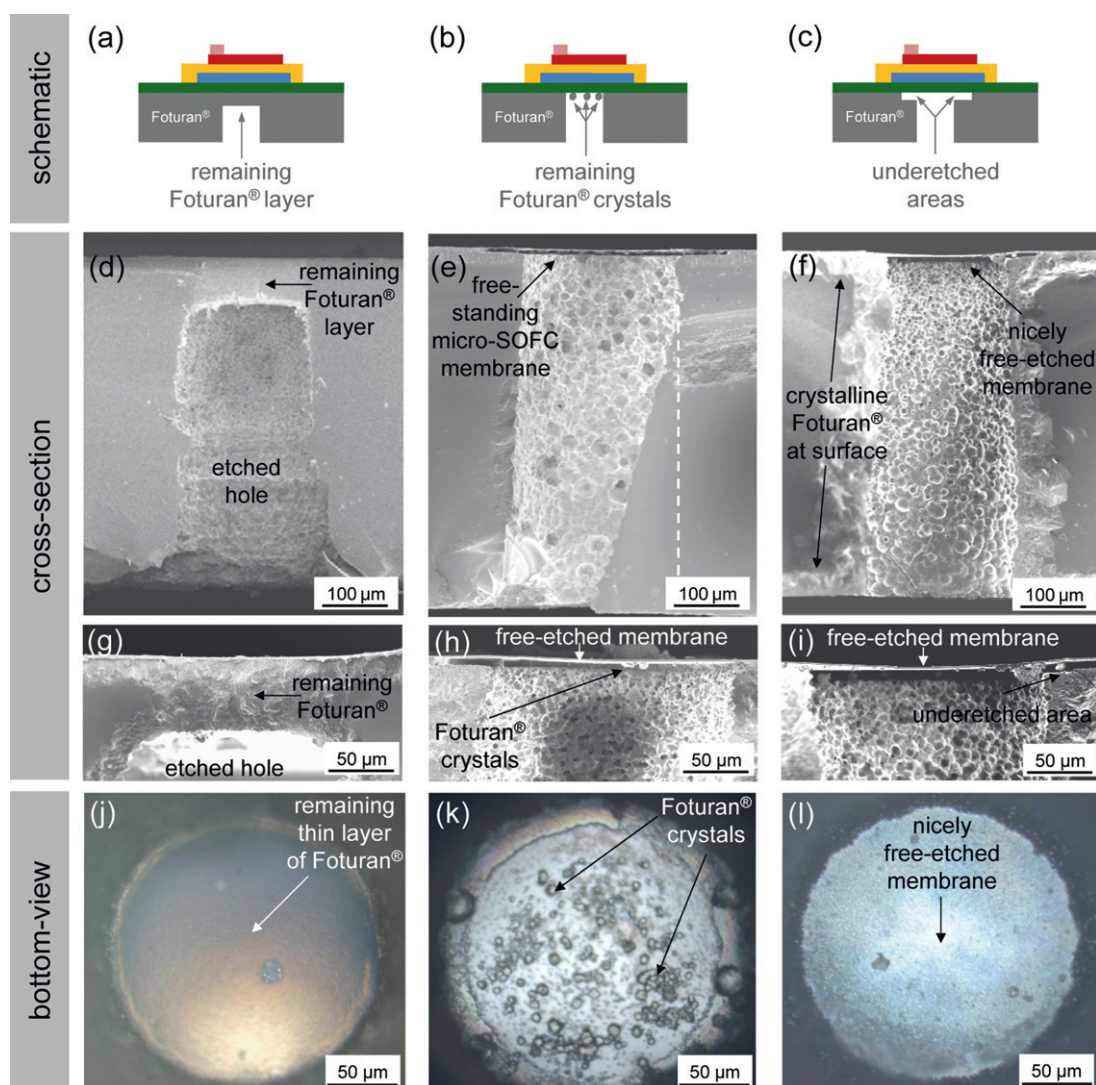 schematic
(a)
Foturan®
remaining
Foturan® layer
(b)
Foturan®
remaining
Foturan® crystals
(c)
Foturan®
underetched
areas
cross-section
(d)
remaining
Foturan®
layer
etched
hole
100 µm
(e)
free-
standing
micro-SOFC
membrane
100 µm
(f)
nicely
free-etched
membrane
crystalline
Foturan®
at surface
100 µm
(g)
remaining
Foturan®
etched hole
50 µm
(h)
free-etched membrane
Foturan®
crystals
50 µm
(i)
free-etched membrane
underetched area
50 µm
bottom-view
(j)
remaining
thin layer
of Foturan®
50 µm
(k)
Foturan®
crystals
50 µm
(l)
nicely
free-etched
membrane
50 µm